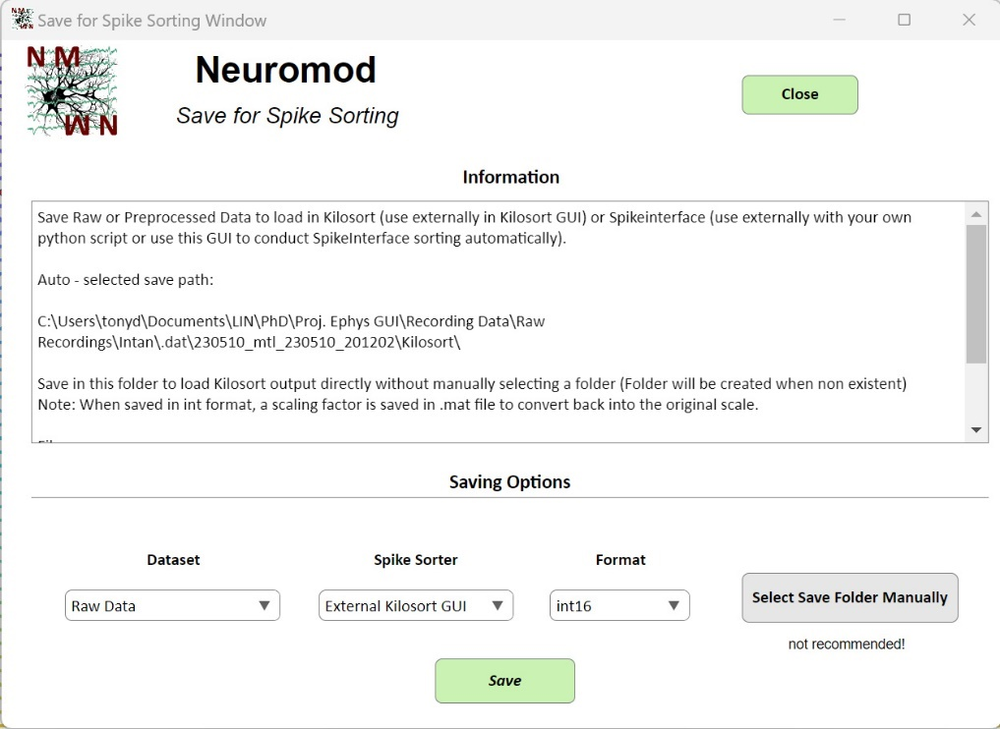 Save for Spike Sorting Window
N M
M N
Neuromod
Save for Spike Sorting
Close
Information
Save Raw or Preprocessed Data to load in Kilosort (use externally in Kilosort GUI) or Spikeinterface (use externally with your own
python script or use this GUI to conduct SpikeInterface sorting automatically).
Auto - selected save path:
C:\Users\tonyd\Documents\LIN\PhD\Proj. Ephys GUI\Recording Data\Raw
Recordings\Intan\.dat\230510_mtl_230510_201202\Kilosort\
Save in this folder to load Kilosort output directly without manually selecting a folder (Folder will be created when non existent)
Note: When saved in int format, a scaling factor is saved in .mat file to convert back into the original scale.
Saving Options
Dataset
Spike Sorter
Format
Raw Data
External Kilosort GUI
int16
Select Save Folder Manually
not recommended!
Save